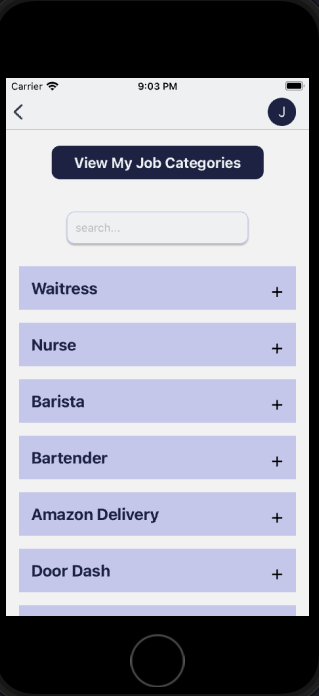 Carrier 9:03 PM
J
View My Job Categories
search...
Waitress +
Nurse +
Barista +
Bartender +
Amazon Delivery +
Door Dash +